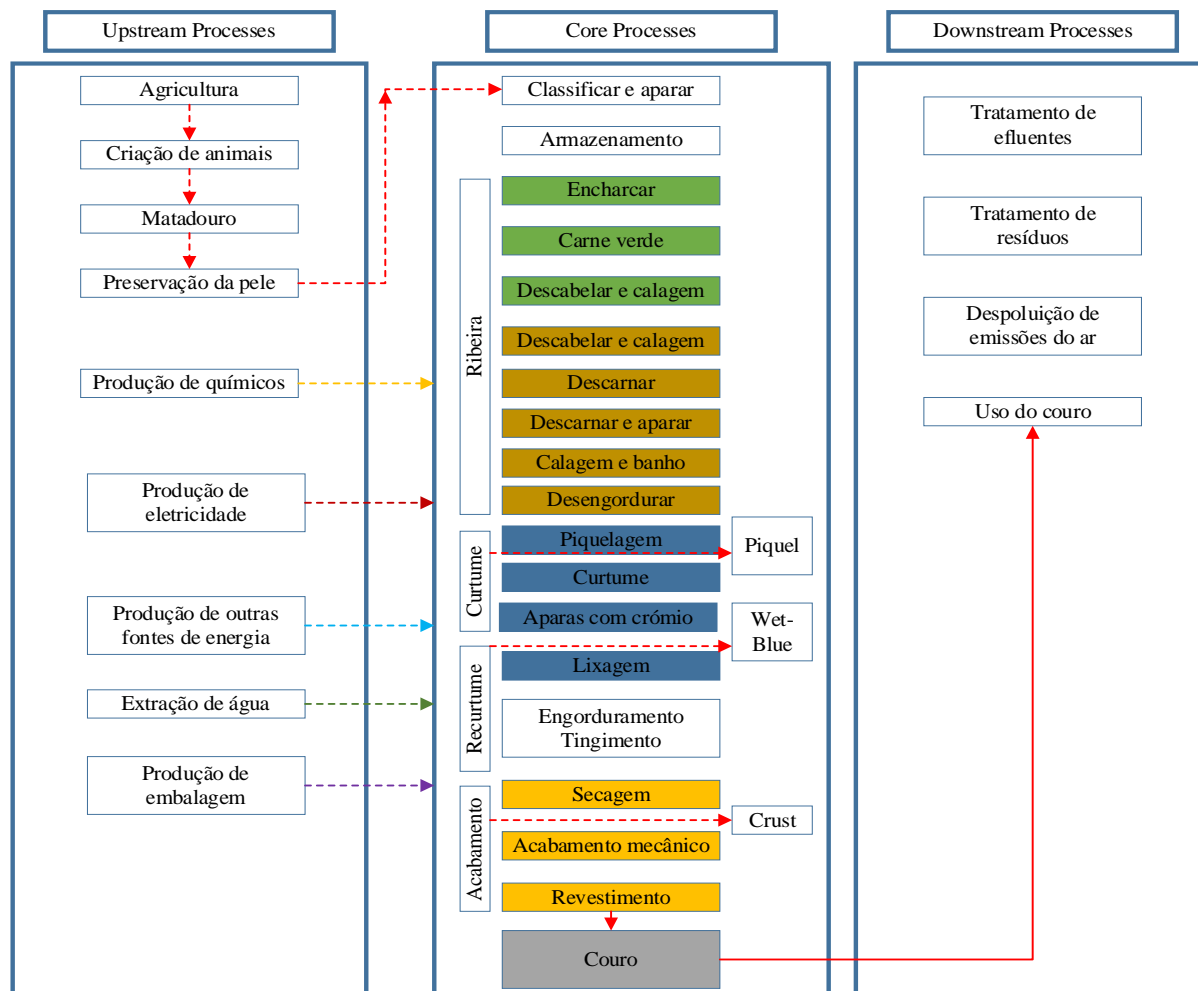 Upstream Processes
Core Processes
Downstream Processes
Agricultura
Criação de animais
Matadouro
Preservação da pele
Produção de químicos
Produção de
eletricidade
Produção de outras
fontes de energia
Extração de água
Produção de
embalagem
Classificar e aparar
Armazenamento
Ribeira
Encharcar
Carne verde
Descabelar e calagem
Descabelar e calagem
Descarnar
Descarnar e aparar
Calagem e banho
Desengordurar
Curtume
Piquelagem
Curtume
Aparas com crómio
Piquel
Recurtume
Lixagem
Engorduramento
Tingimento
Wet-
Blue
Acabamento
Secagem
Acabamento mecânico
Revestimento
Crust
Couro
Tratamento de
efluentes
Tratamento de
resíduos
Despoluição de
emissões do ar
Uso do couro